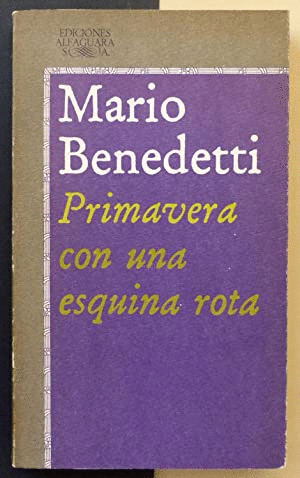 EDICIONES
ALFAGUARA
S. A.
Mario
Benedetti
Primavera
con una
esquina rota